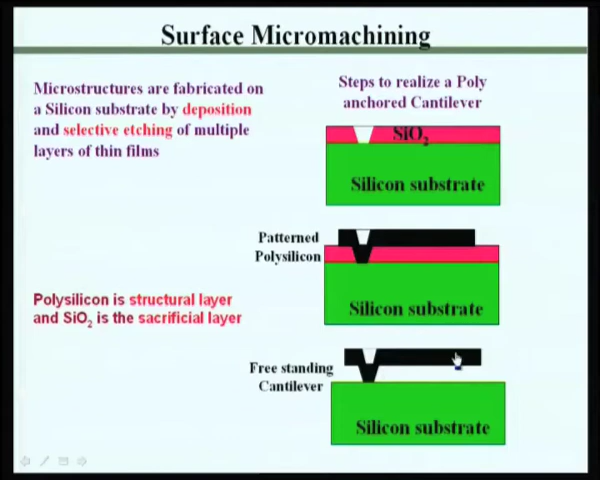 Surface Micromachining
Microstructures are fabricated on
a Silicon substrate by deposition
and selective etching of multiple
layers of thin films
Polysilicon is structural layer
and SiO2 is the sacrificial layer
Steps to realize a Poly
anchored Cantilever
SiO2
Silicon substrate
Patterned
Polysilicon
Silicon substrate
Free standing
Cantilever
Silicon substrate